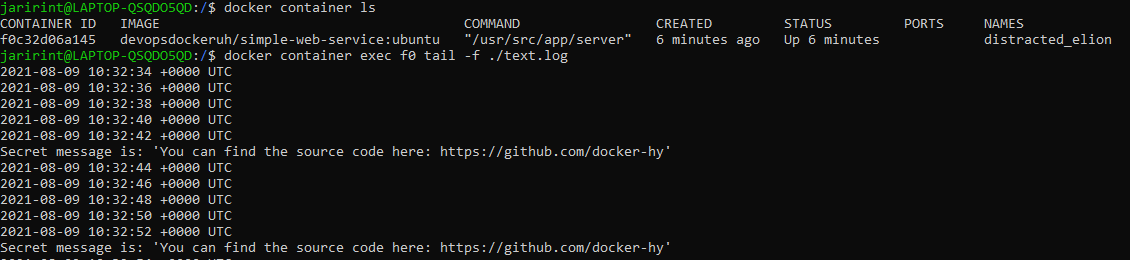 jarirint@LAPTOP-QSQDO5QD:/$ docker container ls
CONTAINER ID   IMAGE                                    COMMAND                 CREATED         STATUS         PORTS     NAMES
f0c32d06a145   devopsdockeruh/simple-web-service:ubuntu   "/usr/src/app/server"   6 minutes ago   Up 6 minutes             distracted_elion
jarirint@LAPTOP-QSQDO5QD:/$ docker container exec f0 tail -f ./text.log
2021-08-09 10:32:34 +0000 UTC
2021-08-09 10:32:36 +0000 UTC
2021-08-09 10:32:38 +0000 UTC
2021-08-09 10:32:40 +0000 UTC
2021-08-09 10:32:42 +0000 UTC
Secret message is: 'You can find the source code here: https://github.com/docker-hy'
2021-08-09 10:32:44 +0000 UTC
2021-08-09 10:32:46 +0000 UTC
2021-08-09 10:32:48 +0000 UTC
2021-08-09 10:32:50 +0000 UTC
2021-08-09 10:32:52 +0000 UTC
Secret message is: 'You can find the source code here: https://github.com/docker-hy'